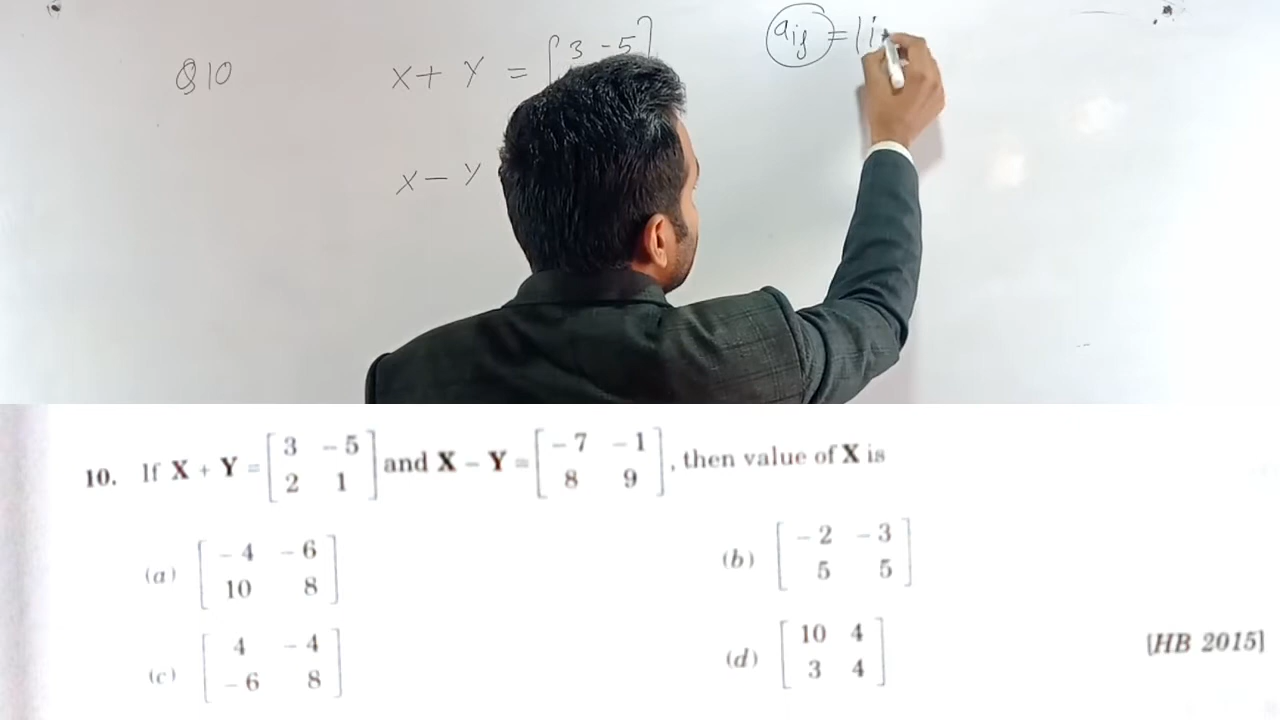 Q10 X + Y = [3 -5] aij = |i
X - Y
10. If X + Y = [3 -5
2 1] and X - Y = [-7 -1
8 9], then value of X is
(a) [-4 -6
10 8]
(b) [-2 -3
5 5]
(c) [4 -4
-6 8]
(d) [10 4
3 4]
[HB 2015]